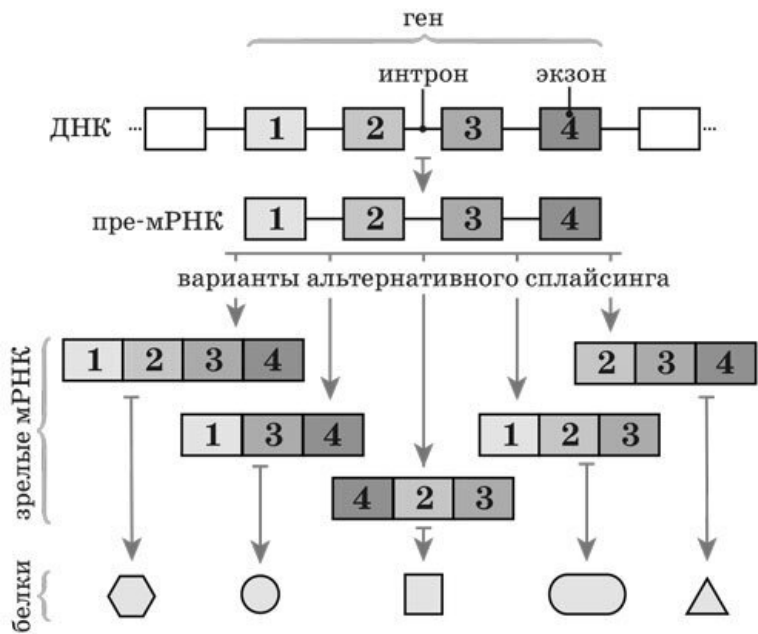 ген
интрон экзон
ДНК ... 1 2 3 4 ...
пре-мРНК 1 2 3 4
варианты альтернативного сплайсинга
зрелые мРНК
1 2 3 4
2 3 4
1 3 4
1 2 3
4 2 3
белки